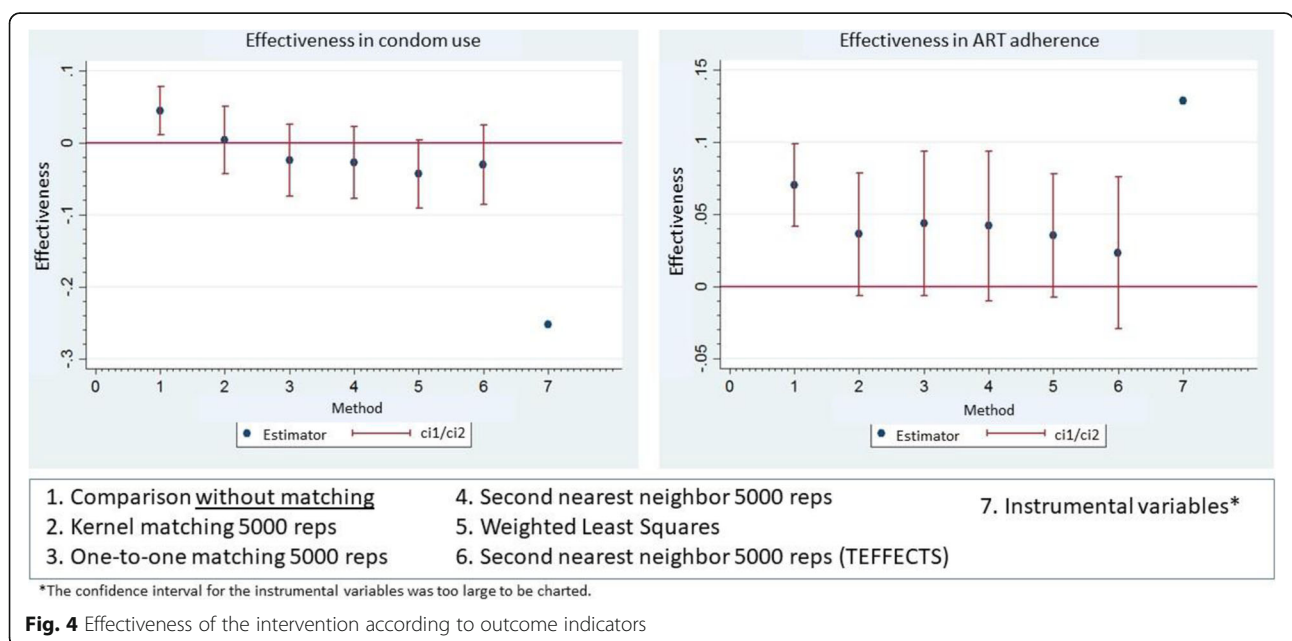 Effectiveness in condom use
Effectiveness
.1
0
-.1
-.2
-.3
0 1 2 3 4 5 6 7
Method
Estimator ci1/ci2
Effectiveness in ART adherence
Effectiveness
.15
.1
.05
0
-.05
0 1 2 3 4 5 6 7
Method
Estimator ci1/ci2
1. Comparison without matching
2. Kernel matching 5000 reps
3. One-to-one matching 5000 reps
4. Second nearest neighbor 5000 reps
5. Weighted Least Squares
6. Second nearest neighbor 5000 reps (TEFFECTS)
7. Instrumental variables*
*The confidence interval for the instrumental variables was too large to be charted.
Fig. 4 Effectiveness of the intervention according to outcome indicators